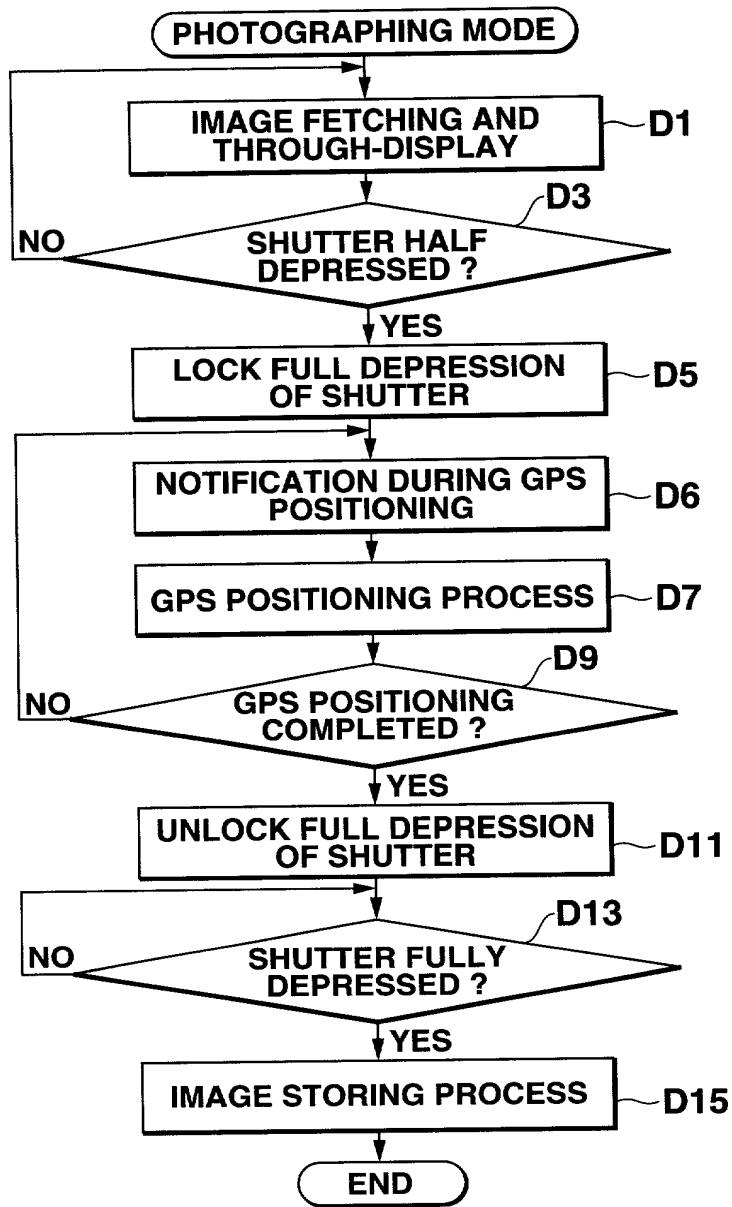 PHOTOGRAPHING MODE
IMAGE FETCHING AND
THROUGH-DISPLAY
D1
D3
NO
SHUTTER HALF
DEPRESSED ?
YES
LOCK FULL DEPRESSION
OF SHUTTER
D5
NOTIFICATION DURING GPS
POSITIONING
D6
GPS POSITIONING PROCESS
D7
D9
NO
GPS POSITIONING
COMPLETED ?
YES
UNLOCK FULL DEPRESSION
OF SHUTTER
D11
D13
NO
SHUTTER FULLY
DEPRESSED ?
YES
IMAGE STORING PROCESS
D15
END